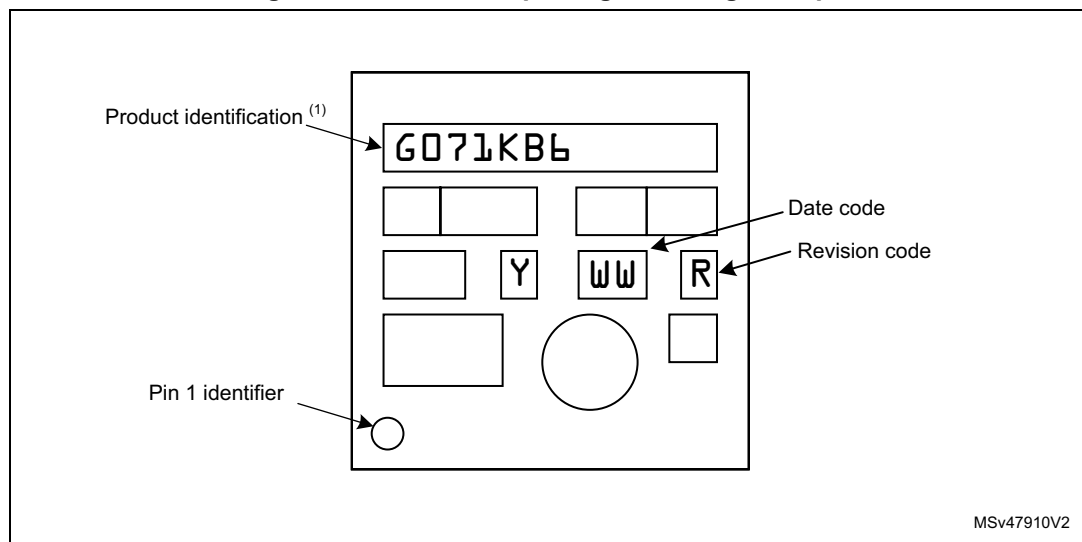 Product identification (1)
G071KB6
Date code
Revision code
Y WW R
Pin 1 identifier
MSv47910V2